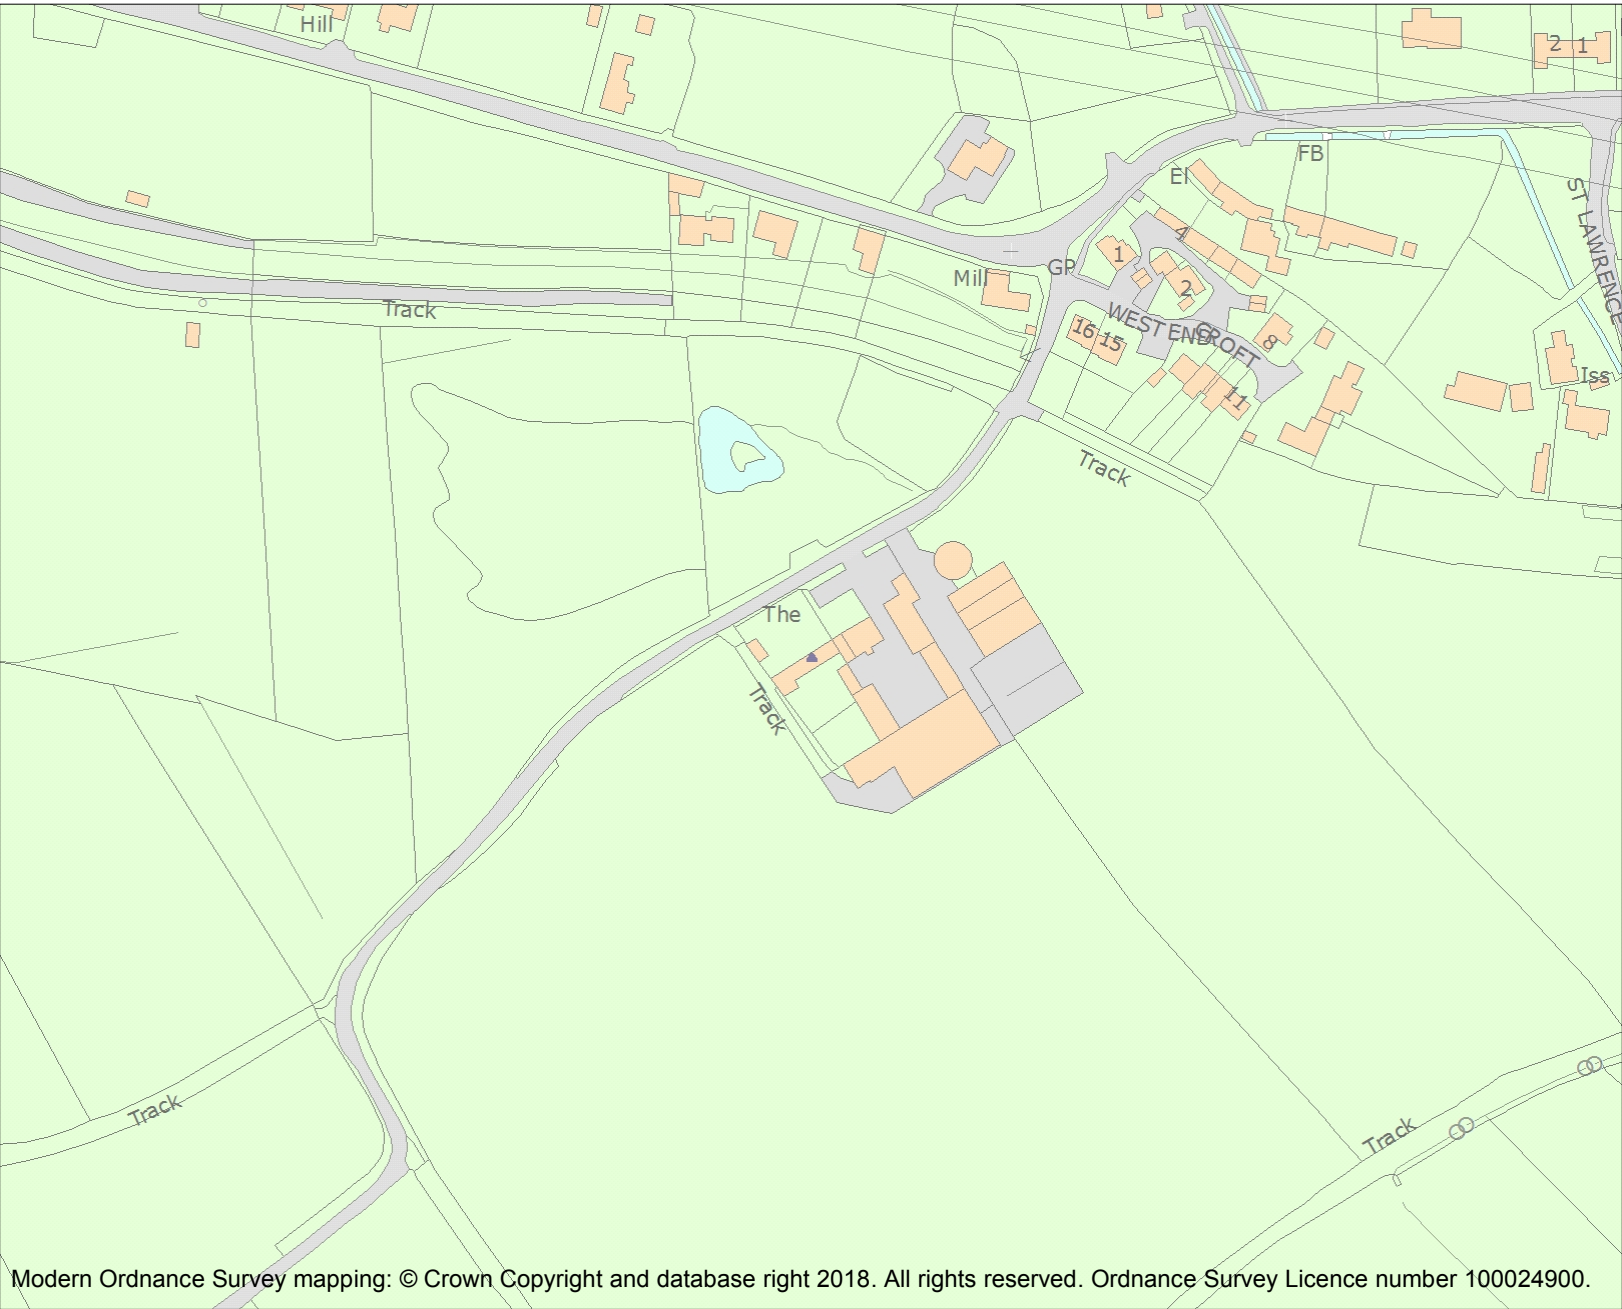 Hill
2 1
FB
El
ST LAWRENCE
4
1
GP
Mill
2
Track
WEST END
CROFT
16 15
8
Iss
11
Track
The
Track
Track
Track
Modern Ordnance Survey mapping: © Crown Copyright and database right 2018. All rights reserved. Ordnance Survey Licence number 100024900.